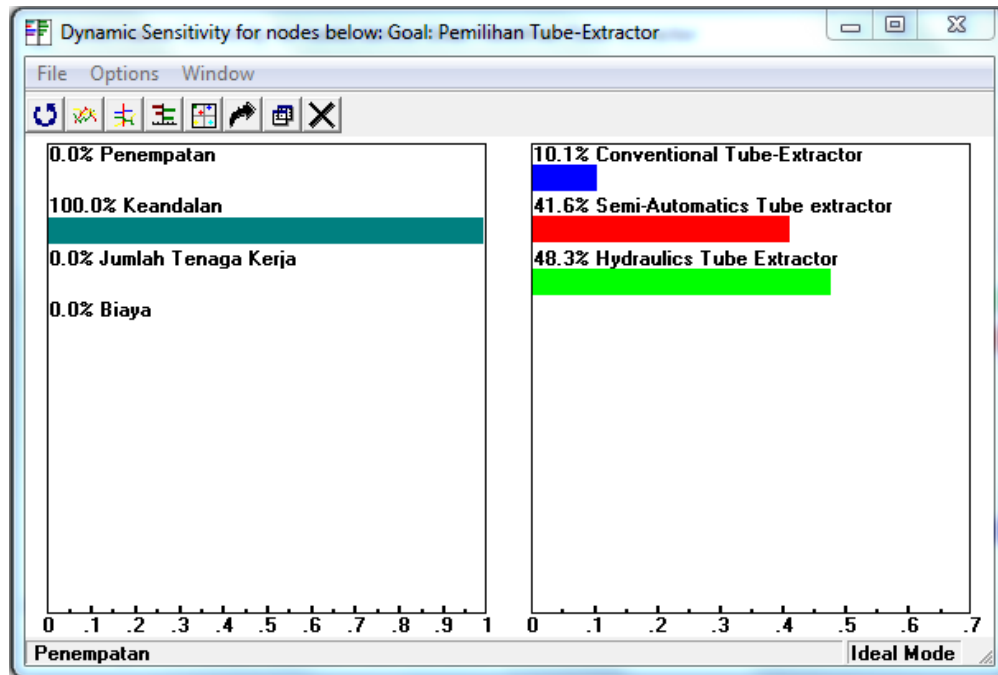 Dynamic Sensitivity for nodes below: Goal: Pemilihan Tube-Extractor
File Options Window
0.0% Penempatan
100.0% Keandalan
0.0% Jumlah Tenaga Kerja
0.0% Biaya
0 .1 .2 .3 .4 .5 .6 .7 .8 .9 1
10.1% Conventional Tube-Extractor
41.6% Semi-Automatics Tube extractor
48.3% Hydraulics Tube Extractor
0 .1 .2 .3 .4 .5 .6 .7
Penempatan
Ideal Mode